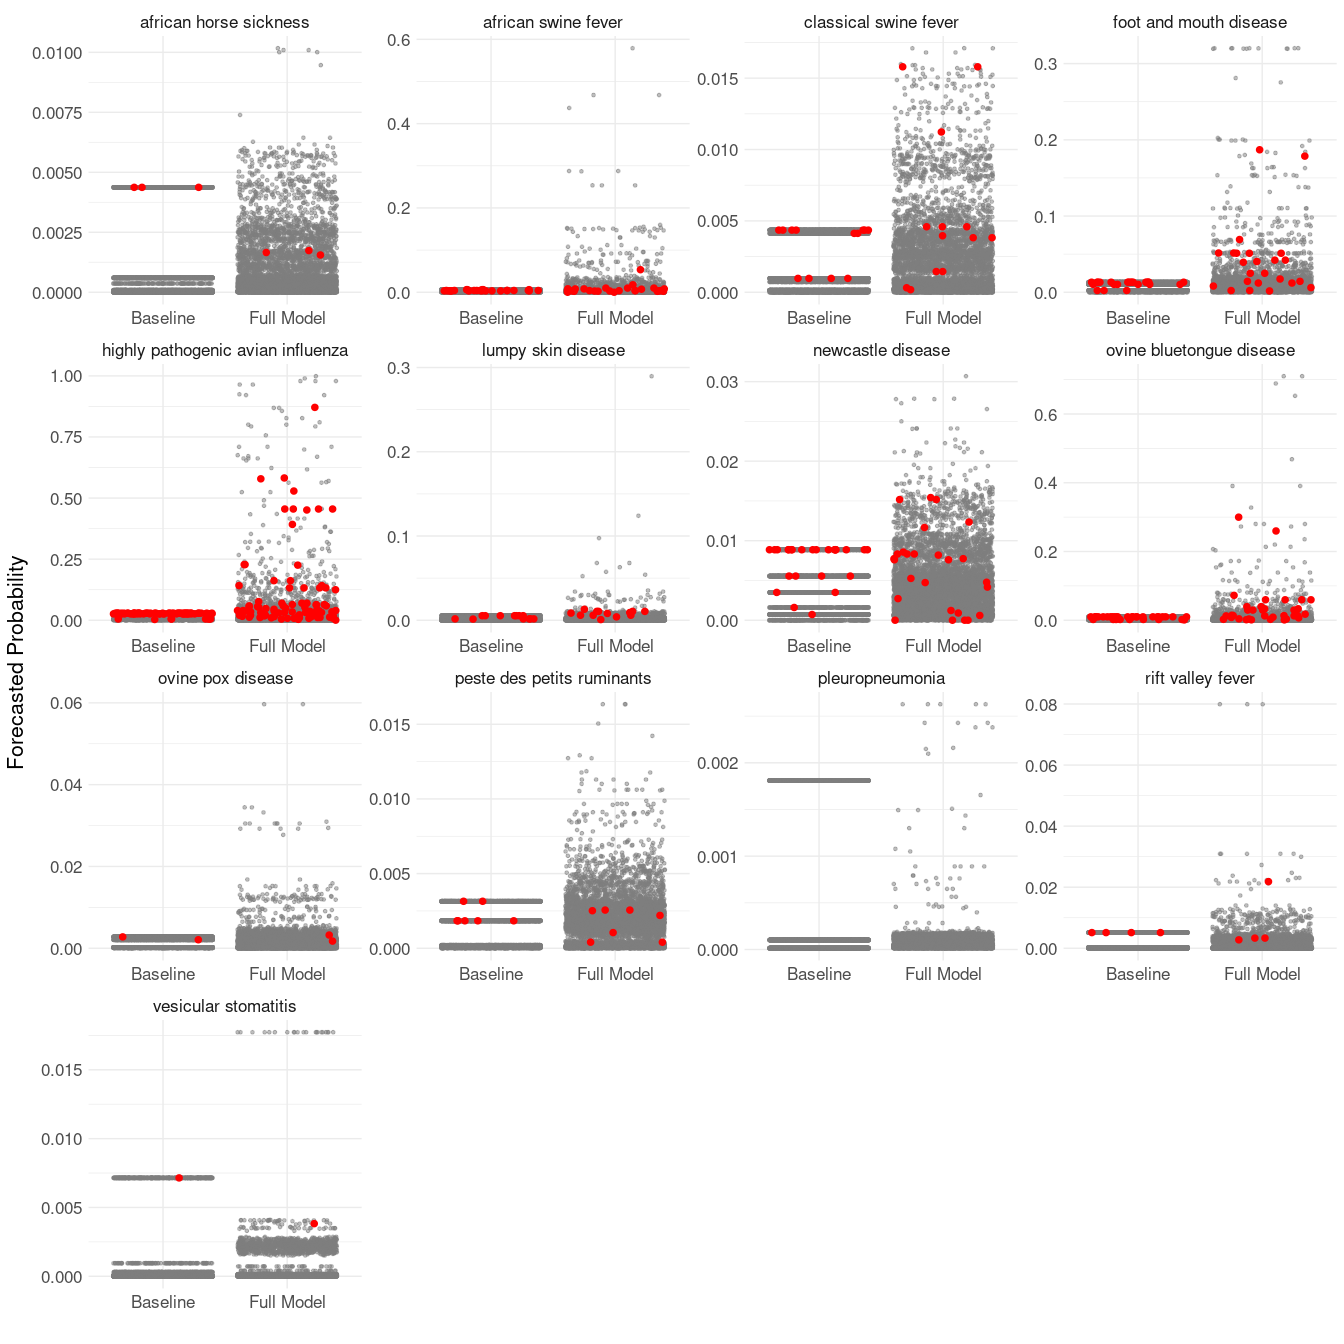 african horse sickness
african swine fever
classical swine fever
foot and mouth disease
0.0100
0.0075
0.0050
0.0025
0.0000
0.6
0.4
0.2
0.0
0.015
0.010
0.005
0.000
0.3
0.2
0.1
0.0
Baseline
Full Model
Baseline
Full Model
Baseline
Full Model
Baseline
Full Model
highly pathogenic avian influenza
lumpy skin disease
newcastle disease
ovine bluetongue disease
1.00
0.75
0.50
0.25
0.00
0.3
0.2
0.1
0.0
0.03
0.02
0.01
0.00
0.6
0.4
0.2
0.0
Baseline
Full Model
Baseline
Full Model
Baseline
Full Model
Baseline
Full Model
Forecasted Probability
ovine pox disease
peste des petits ruminants
pleuropneumonia
rift valley fever
0.06
0.04
0.02
0.00
0.015
0.010
0.005
0.000
0.002
0.001
0.000
0.08
0.06
0.04
0.02
0.00
Baseline
Full Model
Baseline
Full Model
Baseline
Full Model
Baseline
Full Model
vesicular stomatitis
0.015
0.010
0.005
0.000
Baseline
Full Model